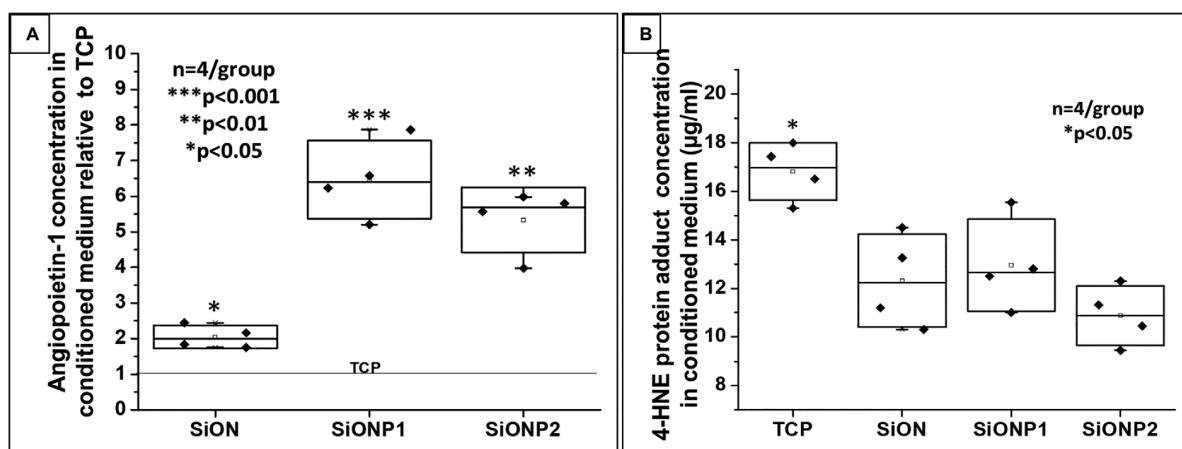 A
Angiopoietin-1 concentration in
conditioned medium relative to TCP
10
9
8
7
6
5
4
3
2
1
0
n=4/group
***p<0.001
**p<0.01
*p<0.05
*
***
**
TCP
SiON
SiONP1
SiONP2
B
4-HNE protein adduct concentration
in conditioned medium (µg/ml)
20
18
16
14
12
10
8
n=4/group
*p<0.05
*
TCP
SiON
SiONP1
SiONP2